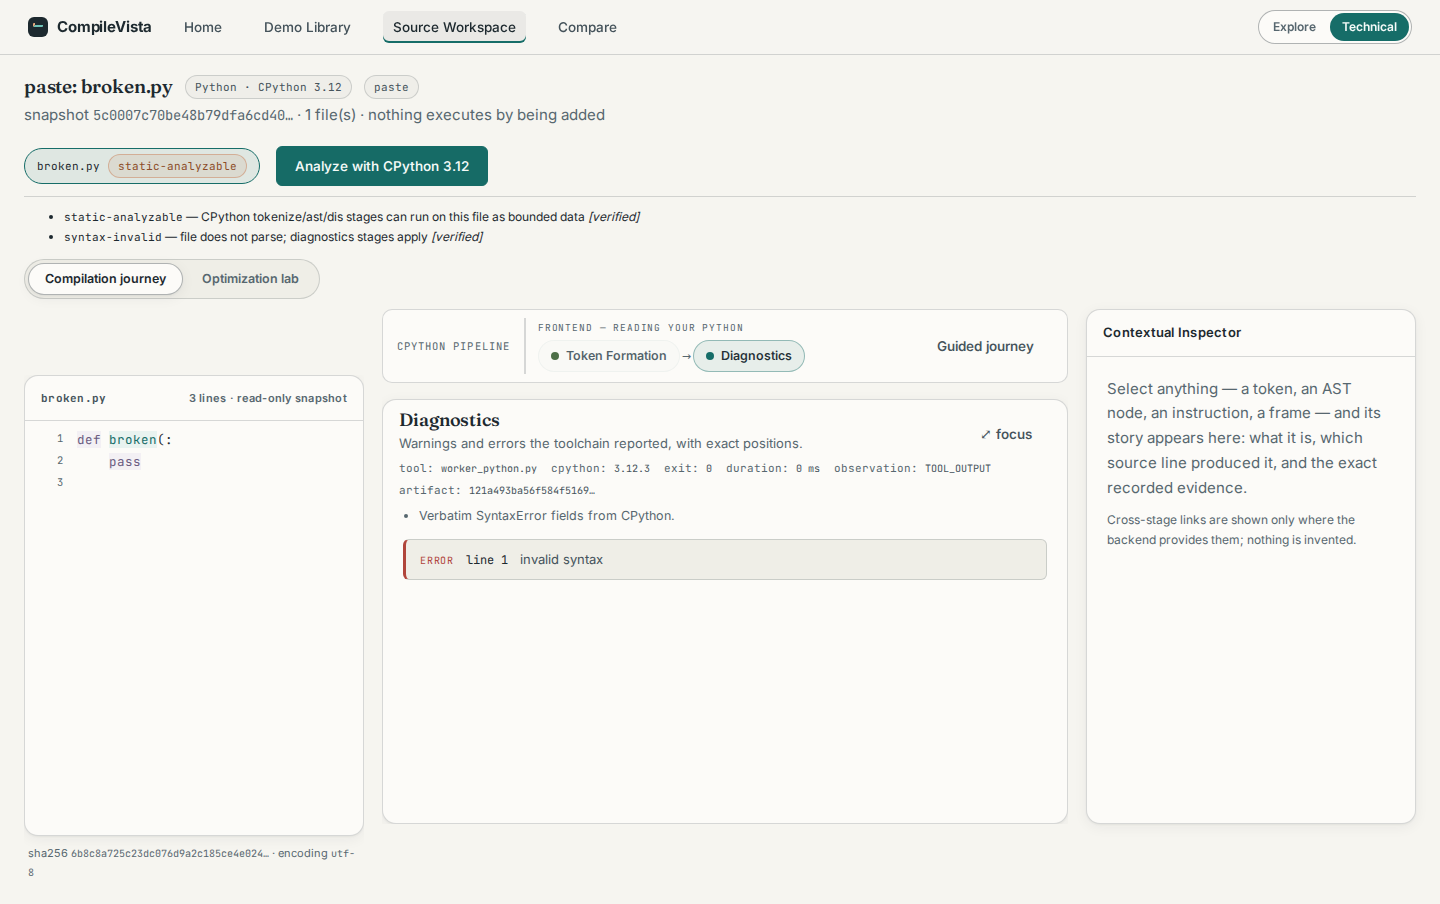 CompileVista
Home
Demo Library
Source Workspace
Compare
Explore
Technical
paste: broken.py
Python · CPython 3.12
paste
snapshot 5c0007c70be48b79dfa6cd40… · 1 file(s) · nothing executes by being added
broken.py
static-analyzable
Analyze with CPython 3.12
• static-analyzable — CPython tokenize/ast/dis stages can run on this file as bounded data [verified]
• syntax-invalid — file does not parse; diagnostics stages apply [verified]
Compilation journey
Optimization lab
broken.py
3 lines · read-only snapshot
1 def broken(:
2     pass
3
sha256 6b8c8a725c23dc076d9a2c185ce4e024… · encoding utf-
8
CPYTHON PIPELINE
FRONTEND — READING YOUR PYTHON
Token Formation → Diagnostics
Guided journey
Diagnostics
Warnings and errors the toolchain reported, with exact positions.
⤢ focus
tool: worker_python.py cpython: 3.12.3 exit: 0 duration: 0 ms observation: TOOL_OUTPUT
artifact: 121a493ba56f584f5169…
• Verbatim SyntaxError fields from CPython.
ERROR line 1 invalid syntax
Contextual Inspector
Select anything — a token, an AST
node, an instruction, a frame — and its
story appears here: what it is, which
source line produced it, and the exact
recorded evidence.
Cross-stage links are shown only where the
backend provides them; nothing is invented.